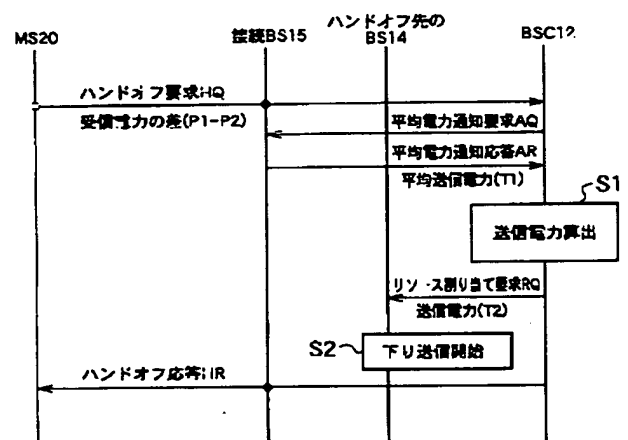 MS20
接続BS15
ハンドオフ先の
BS14
BSC12
ハンドオフ要求HQ
受信電力の差(P1-P2)
平均電力通知要求AQ
平均電力通知応答AR
平均送信電力(T1)
S1
送信電力算出
リソース割り当て要求RQ
送信電力(T2)
S2
下り送信開始
ハンドオフ応答HR